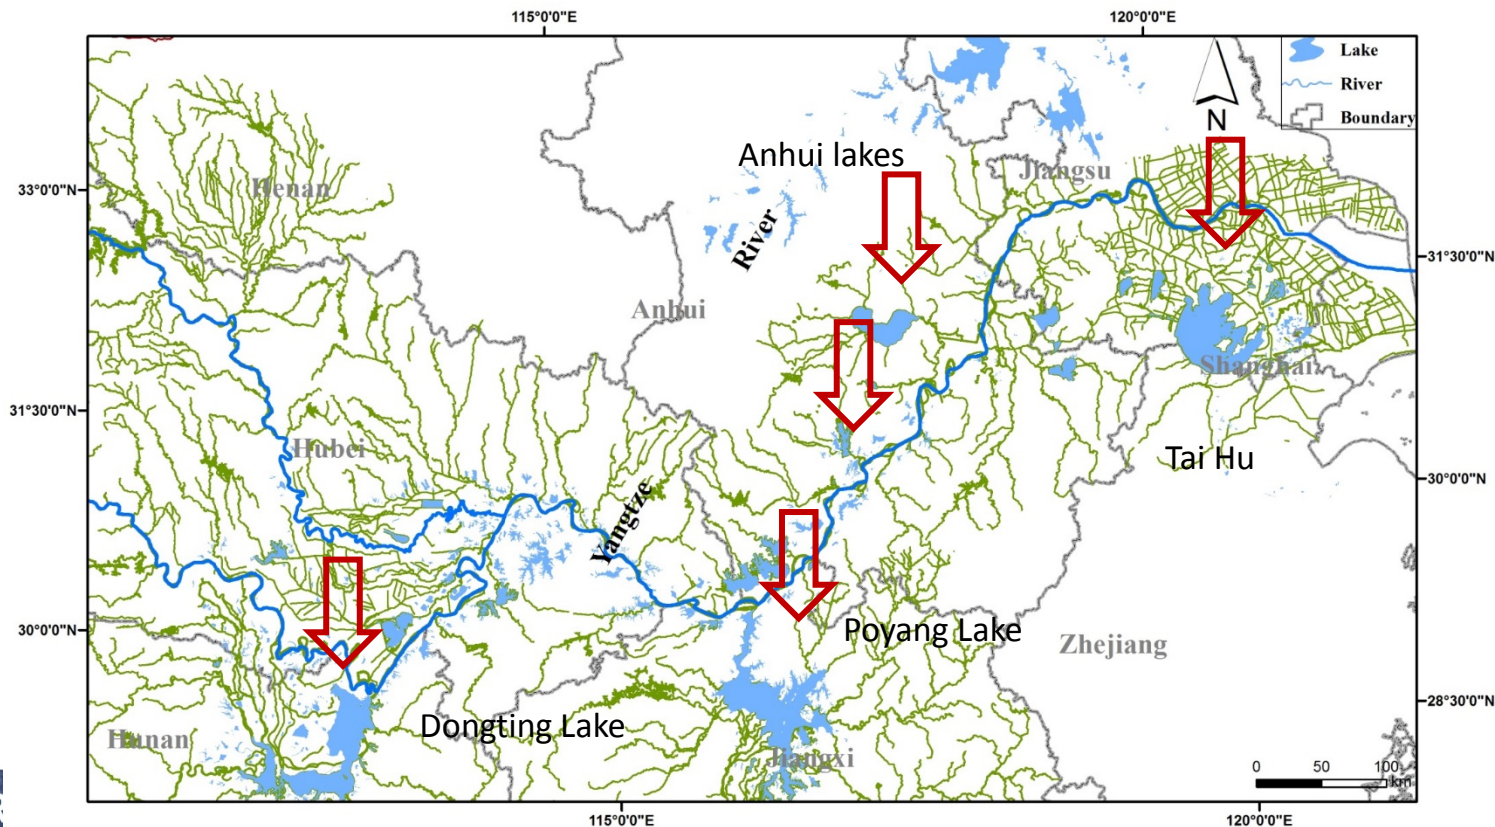 115°0'0"E
120°0'0"E
Lake
River
Boundary
N
Anhui lakes
Jiangsu
Henan
33°0'0"N
River
31°30'0"N
Anhui
Shanghai
31°30'0"N
Hubei
Tai Hu
30°0'0"N
Yangtze
30°0'0"N
Poyang Lake
Zhejiang
28°30'0"N
Dongting Lake
Hunan
Jiangxi
0 50 100
km
115°0'0"E
120°0'0"E